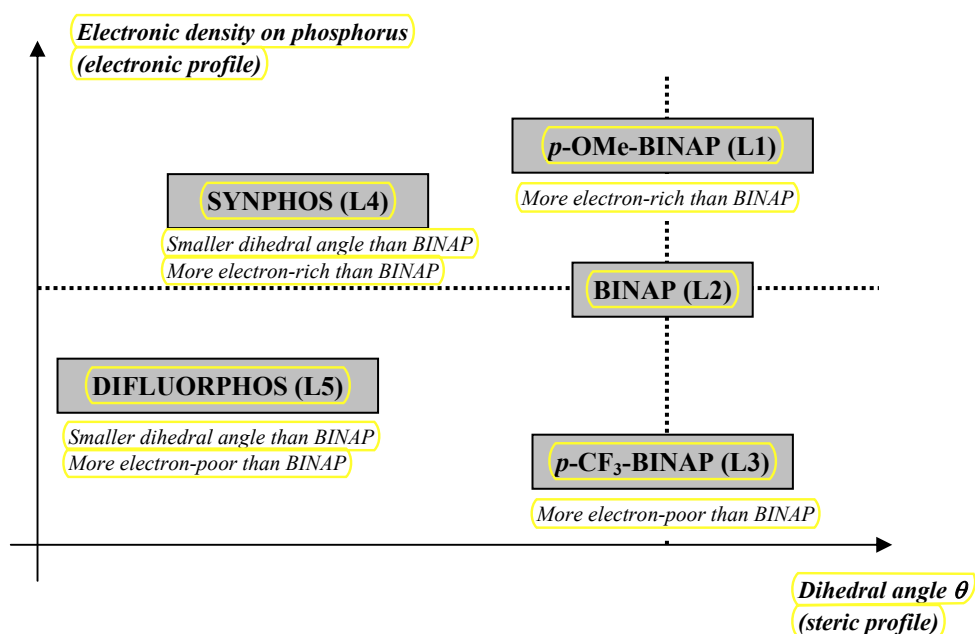 Electronic density on phosphorus
(electronic profile)
p-OMe-BINAP (L1)
More electron-rich than BINAP
SYNPHOS (L4)
Smaller dihedral angle than BINAP
More electron-rich than BINAP
BINAP (L2)
DIFLUORPHOS (L5)
Smaller dihedral angle than BINAP
More electron-poor than BINAP
p-CF₃-BINAP (L3)
More electron-poor than BINAP
Dihedral angle θ
(steric profile)